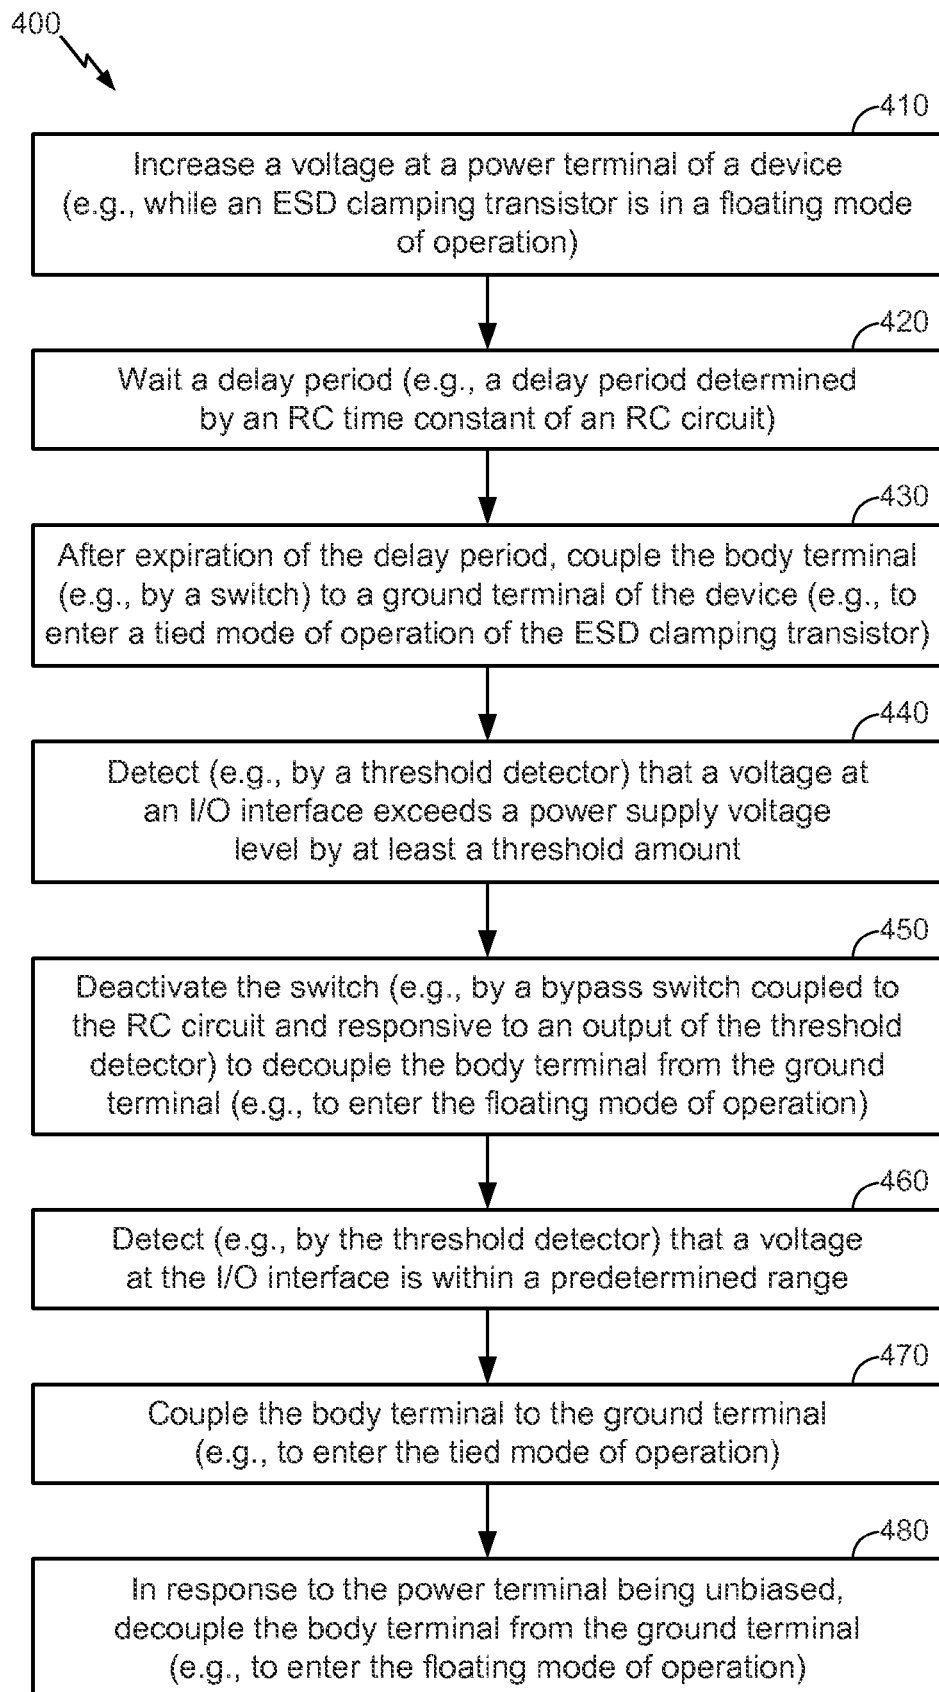 400
410
Increase a voltage at a power terminal of a device
(e.g., while an ESD clamping transistor is in a floating mode
of operation)
420
Wait a delay period (e.g., a delay period determined
by an RC time constant of an RC circuit)
430
After expiration of the delay period, couple the body terminal
(e.g., by a switch) to a ground terminal of the device (e.g., to
enter a tied mode of operation of the ESD clamping transistor)
440
Detect (e.g., by a threshold detector) that a voltage at
an I/O interface exceeds a power supply voltage
level by at least a threshold amount
450
Deactivate the switch (e.g., by a bypass switch coupled to
the RC circuit and responsive to an output of the threshold
detector) to decouple the body terminal from the ground
terminal (e.g., to enter the floating mode of operation)
460
Detect (e.g., by the threshold detector) that a voltage
at the I/O interface is within a predetermined range
470
Couple the body terminal to the ground terminal
(e.g., to enter the tied mode of operation)
480
In response to the power terminal being unbiased,
decouple the body terminal from the ground terminal
(e.g., to enter the floating mode of operation)